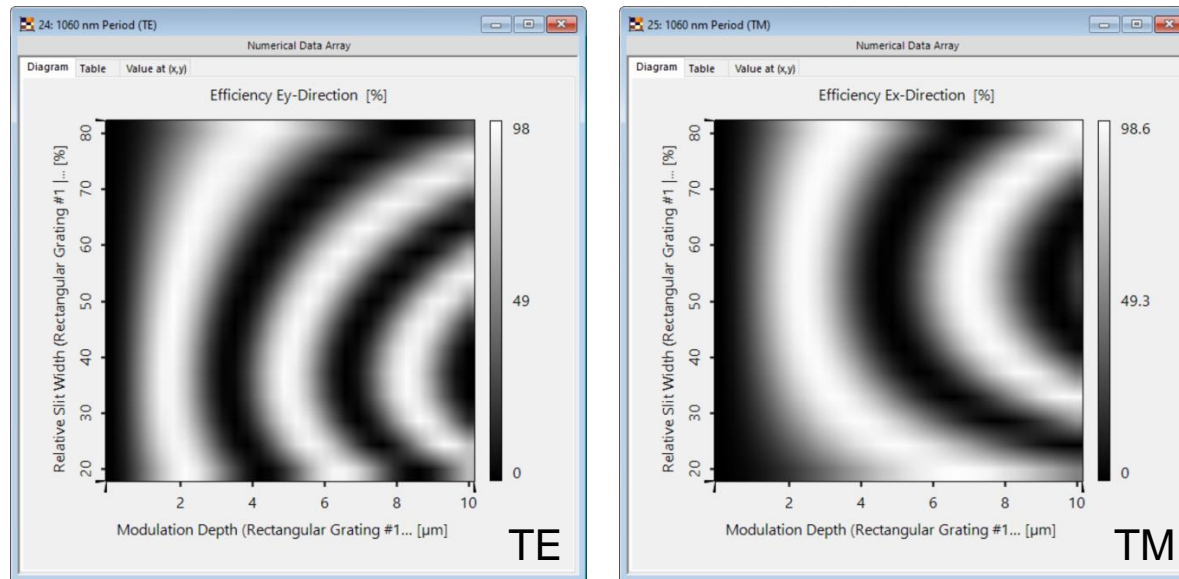 24: 1060 nm Period (TE)
Numerical Data Array
Diagram Table Value at (x,y)
Efficiency Ey-Direction [%]
Relative Slit Width (Rectangular Grating #1 |... [%]
80
70
60
50
40
30
20
2 4 6 8 10
Modulation Depth (Rectangular Grating #1... [µm]
98
49
0
TE
25: 1060 nm Period (TM)
Numerical Data Array
Diagram Table Value at (x,y)
Efficiency Ex-Direction [%]
Relative Slit Width (Rectangular Grating #1 |... [%]
80
70
60
50
40
30
20
2 4 6 8 10
Modulation Depth (Rectangular Grating #1... [µm]
98.6
49.3
0
TM